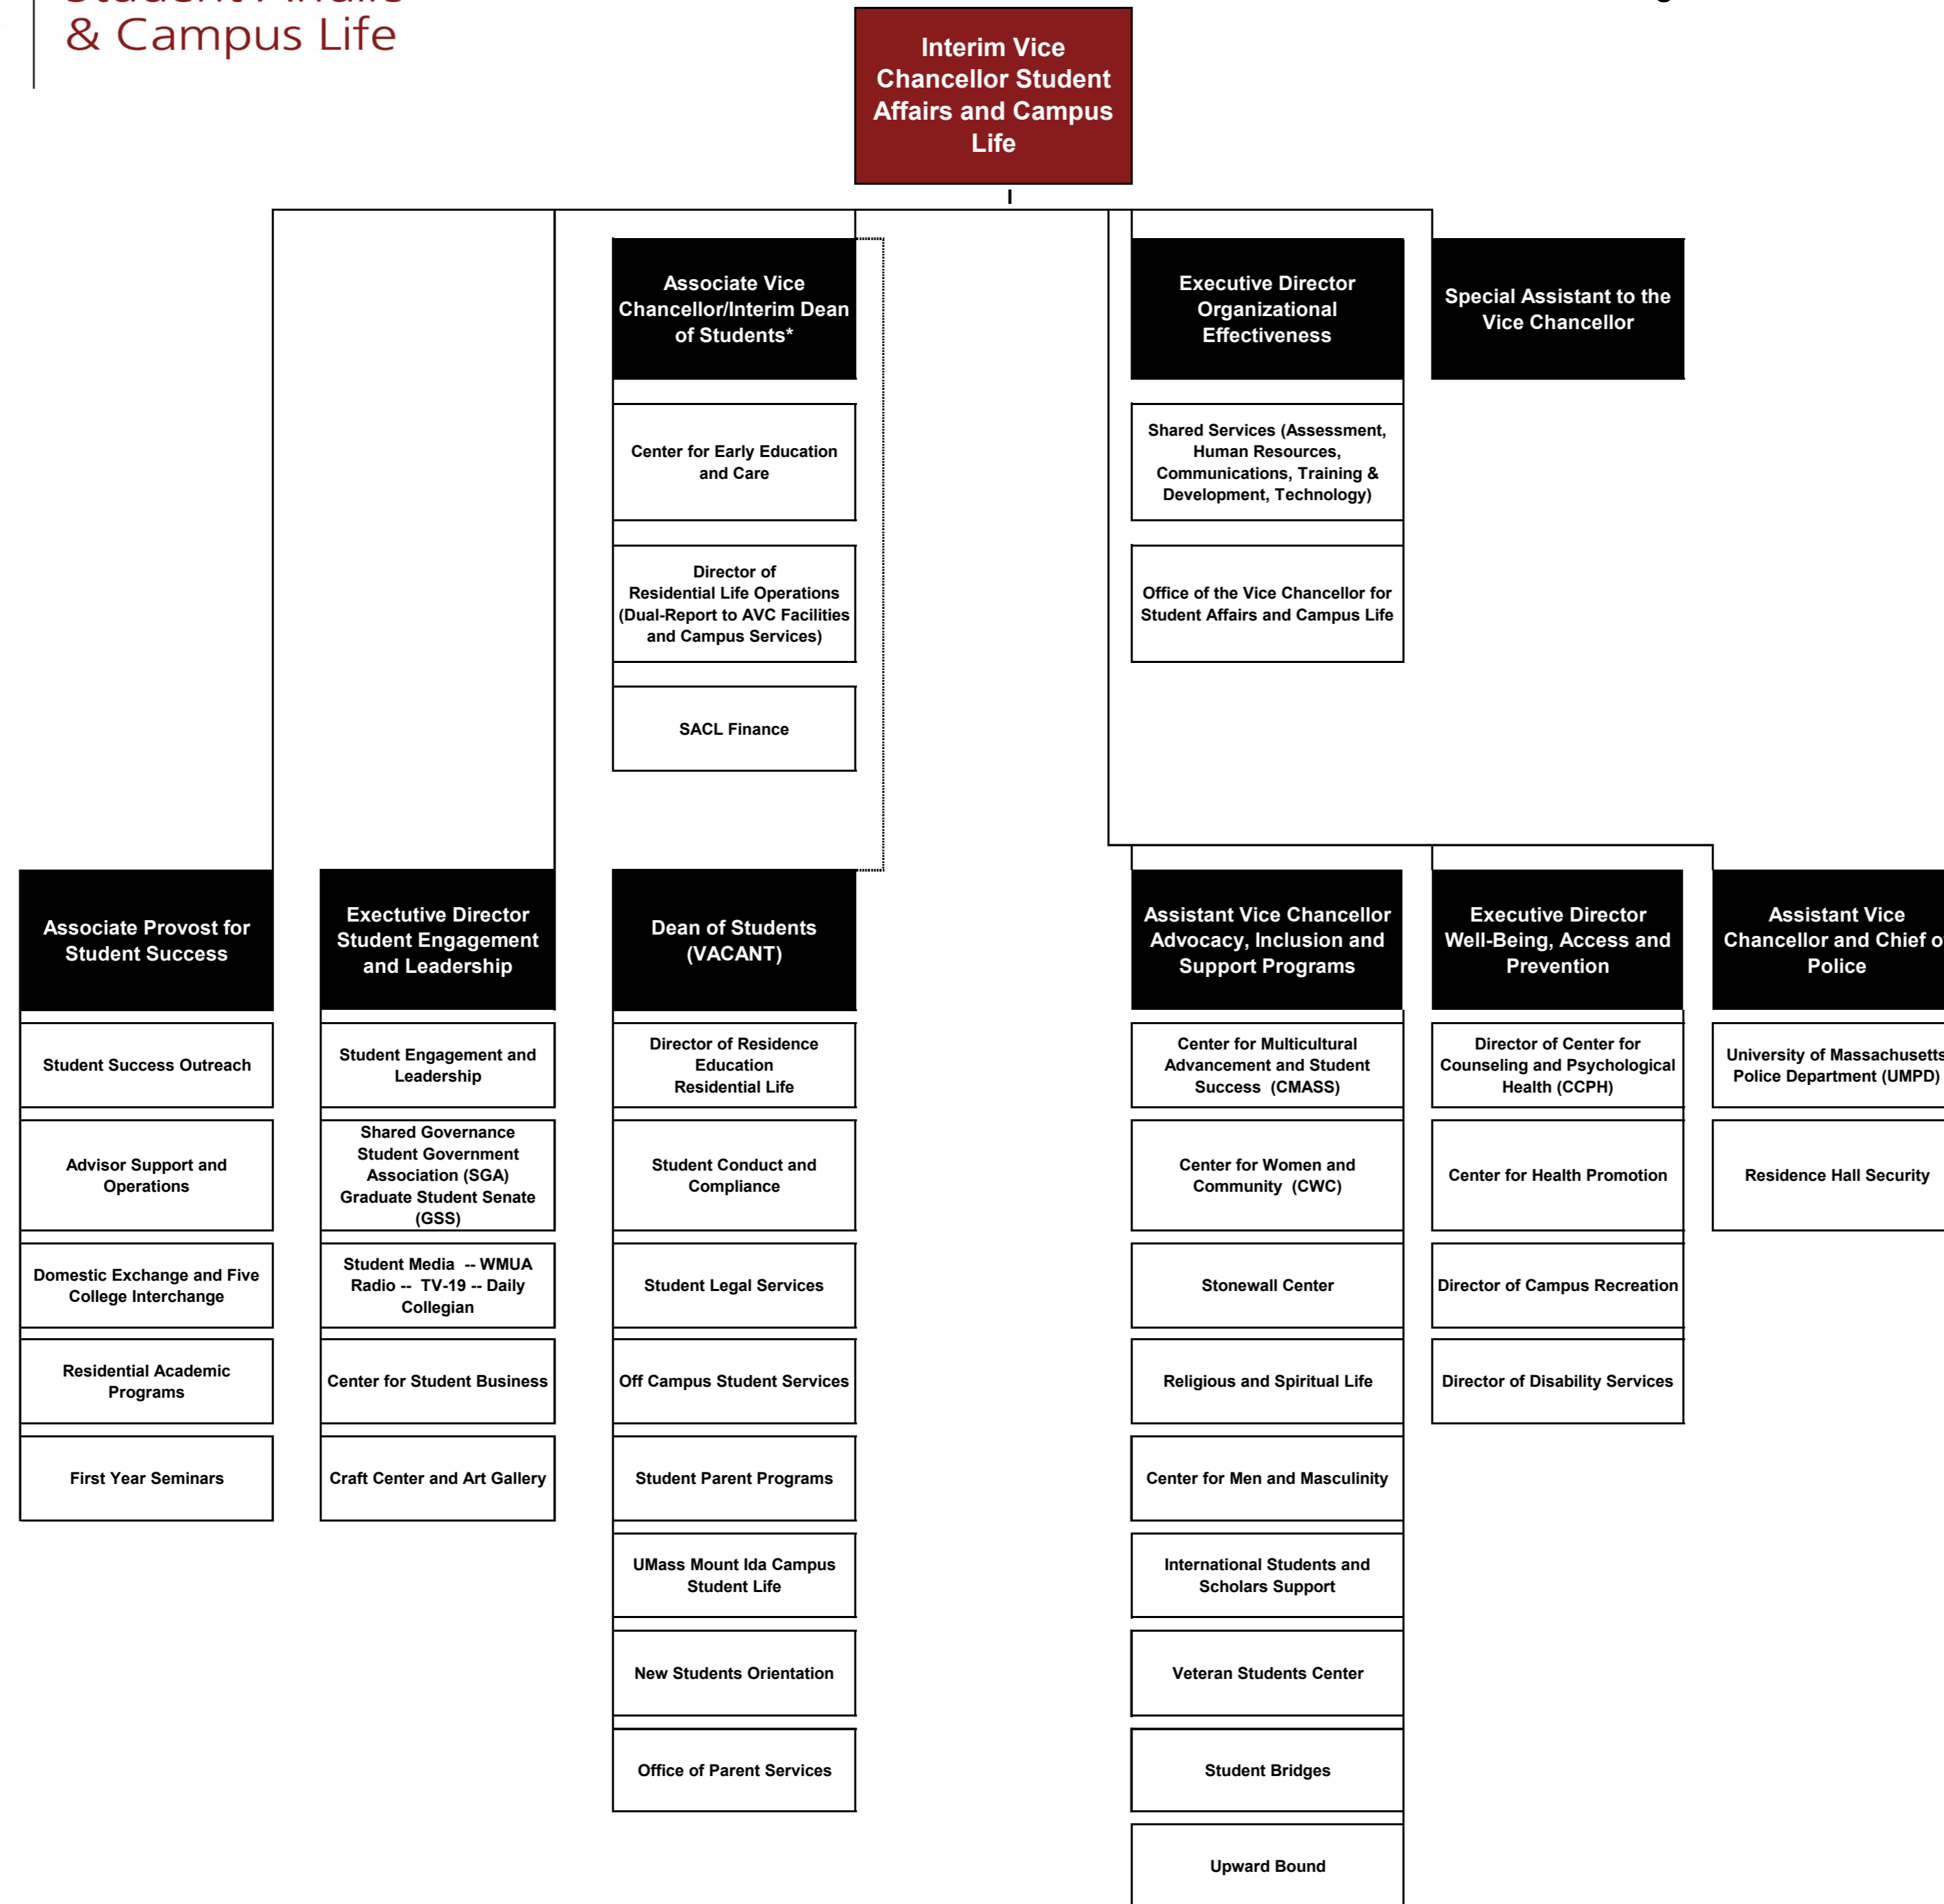 & Campus Life
Interim Vice
Chancellor Student
Affairs and Campus
Life
Associate Vice
Chancellor/Interim Dean
of Students*
Executive Director
Organizational
Effectiveness
Special Assistant to the
Vice Chancellor
Center for Early Education
and Care
Shared Services (Assessment,
Human Resources,
Communications, Training &
Development, Technology)
Director of
Residential Life Operations
(Dual-Report to AVC Facilities
and Campus Services)
Office of the Vice Chancellor for
Student Affairs and Campus Life
SACL Finance
Associate Provost for
Student Success
Exectutive Director
Student Engagement
and Leadership
Dean of Students
(VACANT)
Assistant Vice Chancellor
Advocacy, Inclusion and
Support Programs
Executive Director
Well-Being, Access and
Prevention
Assistant Vice
Chancellor and Chief of
Police
Student Success Outreach
Student Engagement and
Leadership
Director of Residence
Education
Residential Life
Center for Multicultural
Advancement and Student
Success (CMASS)
Director of Center for
Counseling and Psychological
Health (CCPH)
University of Massachusetts
Police Department (UMPD)
Advisor Support and
Operations
Shared Governance
Student Government
Association (SGA)
Graduate Student Senate
(GSS)
Student Conduct and
Compliance
Center for Women and
Community (CWC)
Center for Health Promotion
Residence Hall Security
Domestic Exchange and Five
College Interchange
Student Media -- WMUA
Radio -- TV-19 -- Daily
Collegian
Student Legal Services
Stonewall Center
Director of Campus Recreation
Residential Academic
Programs
Center for Student Business
Off Campus Student Services
Religious and Spiritual Life
Director of Disability Services
First Year Seminars
Craft Center and Art Gallery
Student Parent Programs
Center for Men and Masculinity
UMass Mount Ida Campus
Student Life
International Students and
Scholars Support
New Students Orientation
Veteran Students Center
Office of Parent Services
Student Bridges
Upward Bound